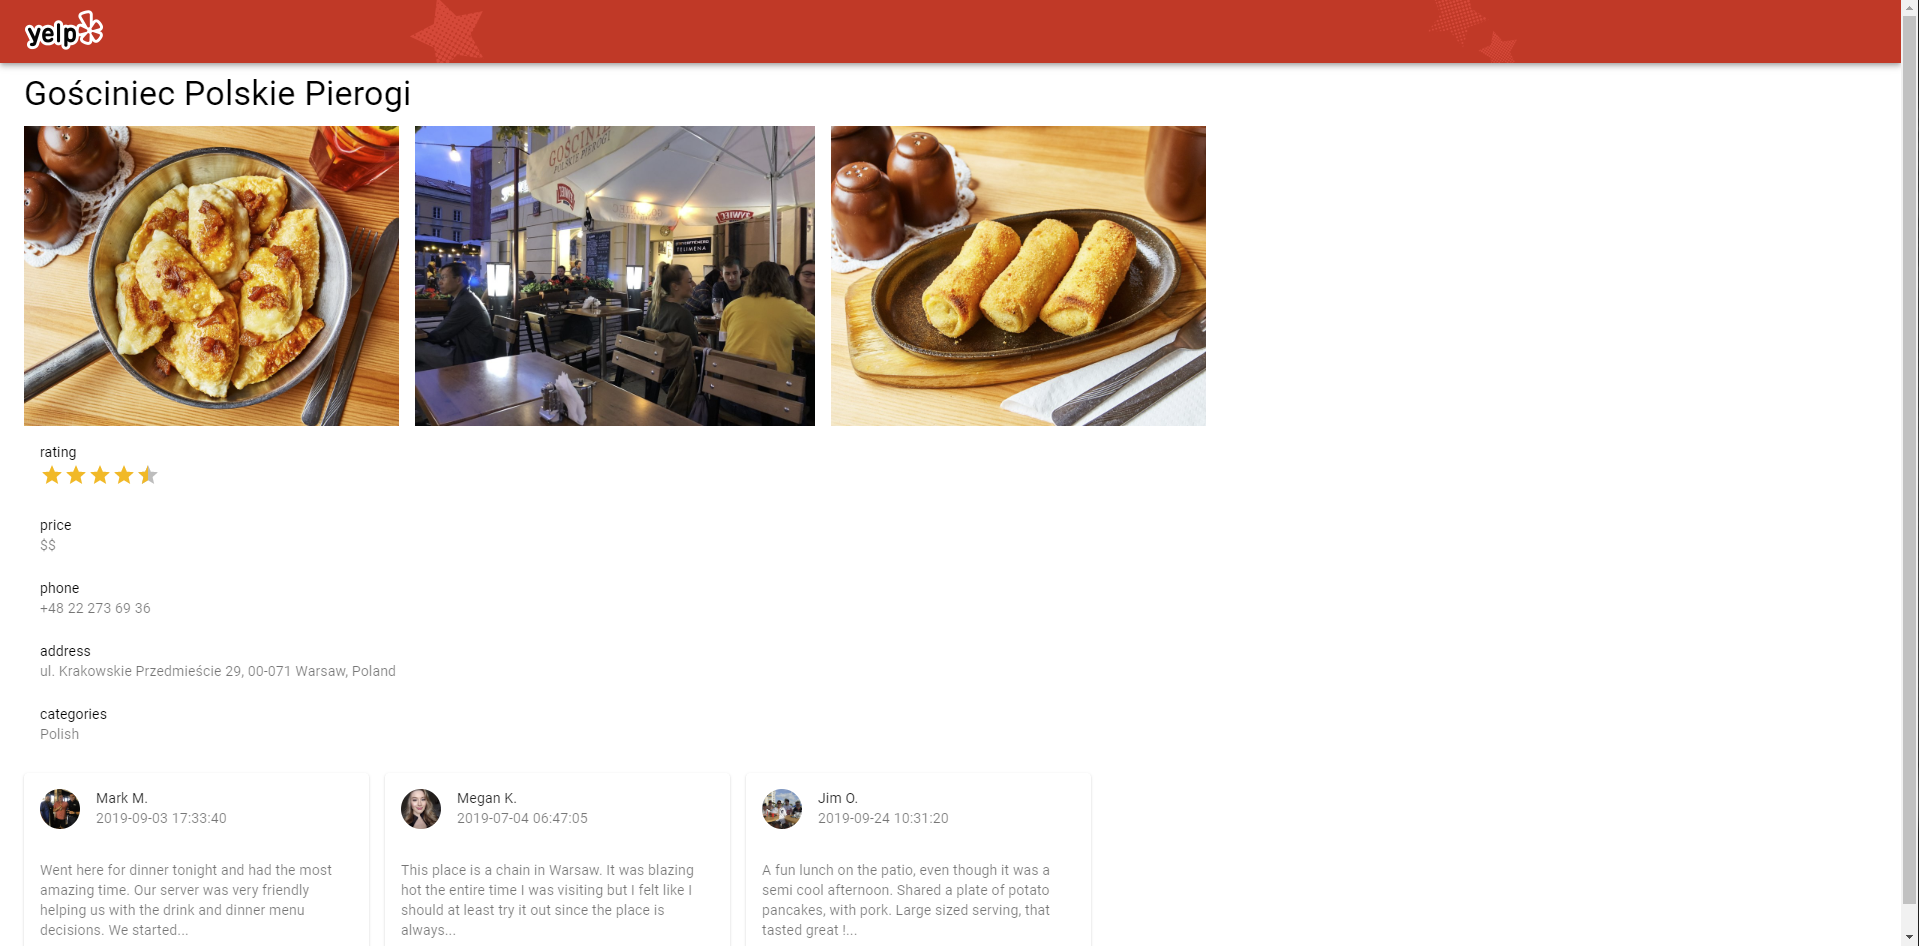 yelp
Gościniec Polskie Pierogi
GOŚCINIEC
POLSKIE PIEROGI
ŻYWIEC
TELIMENA
rating
price
$$
phone
+48 22 273 69 36
address
ul. Krakowskie Przedmieście 29, 00-071 Warsaw, Poland
categories
Polish
Mark M.
2019-09-03 17:33:40
Went here for dinner tonight and had the most
amazing time. Our server was very friendly
helping us with the drink and dinner menu
decisions. We started...
Megan K.
2019-07-04 06:47:05
This place is a chain in Warsaw. It was blazing
hot the entire time I was visiting but I felt like I
should at least try it out since the place is
always...
Jim O.
2019-09-24 10:31:20
A fun lunch on the patio, even though it was a
semi cool afternoon. Shared a plate of potato
pancakes, with pork. Large sized serving, that
tasted great !...